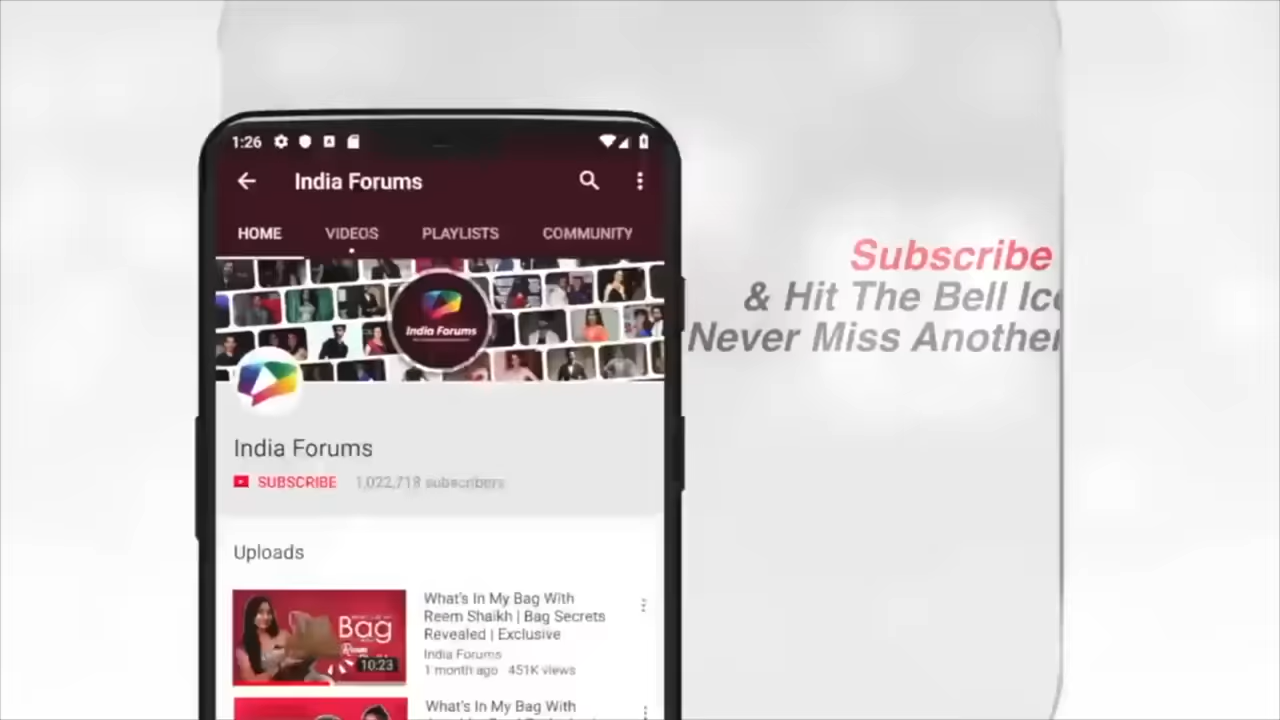 1:26
India Forums
HOME VIDEOS PLAYLISTS COMMUNITY
India Forums
India Forums
SUBSCRIBE 1,022,718 subscribers
Uploads
Bag
10:23
What's In My Bag With
Reem Shaikh | Bag Secrets
Revealed | Exclusive
India Forums
1 month ago 451K views
What's In My Bag With
Subscribe
& Hit The Bell
Never Miss Another